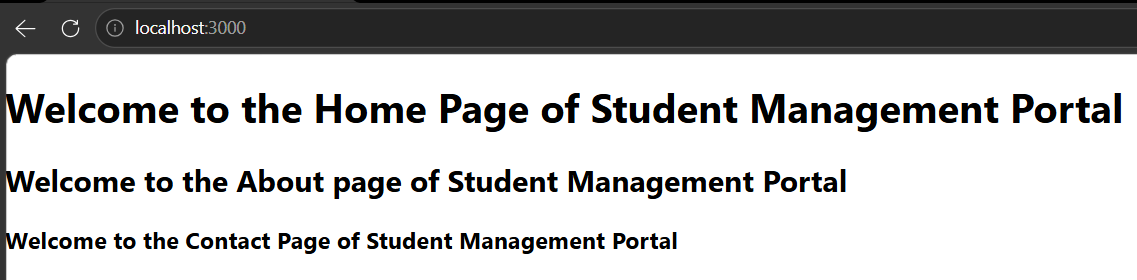 localhost:3000
Welcome to the Home Page of Student Management Portal
Welcome to the About page of Student Management Portal
Welcome to the Contact Page of Student Management Portal